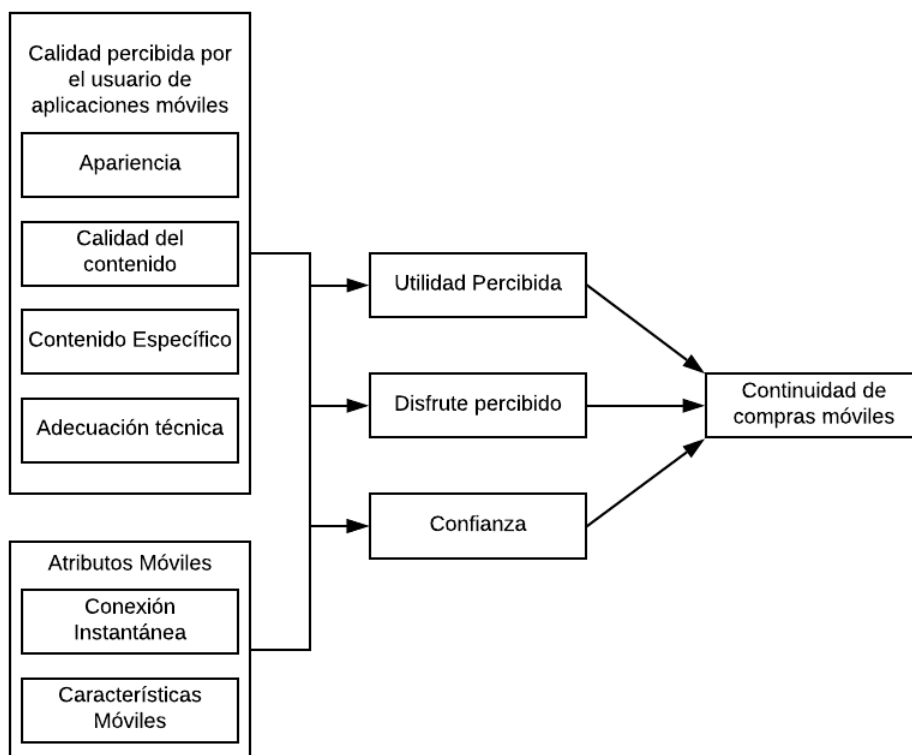 Calidad percibida por
el usuario de
aplicaciones móviles
Apariencia
Calidad del
contenido
Contenido Específico
Adecuación técnica
Atributos Móviles
Conexión
Instantánea
Característícas
Móviles
Utilidad Percibida
Disfrute percibido
Confianza
Continuidad de
compras móviles